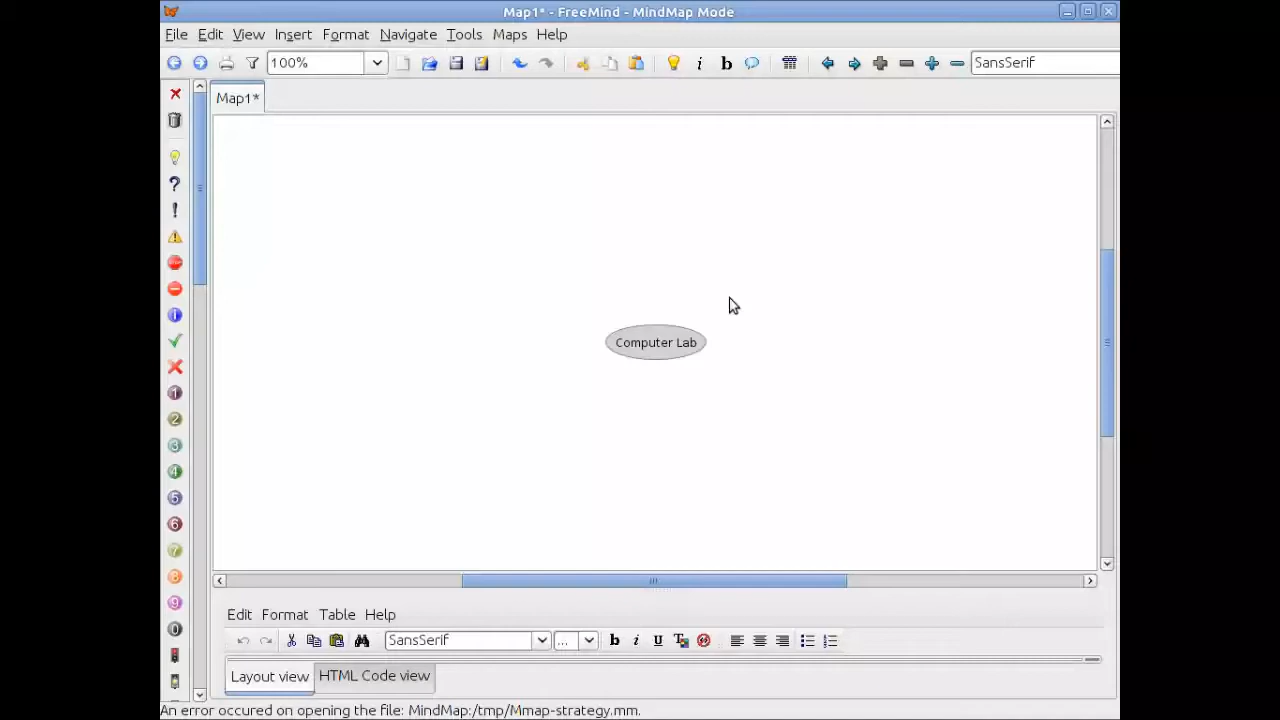 Map1* - FreeMind - MindMap Mode
File Edit View Insert Format Navigate Tools Maps Help
100% i b SansSerif
Map1*
Computer Lab
Edit Format Table Help
SansSerif ... b i U
Layout view HTML Code view
An error occured on opening the file: MindMap:/tmp/Mmap-strategy.mm.